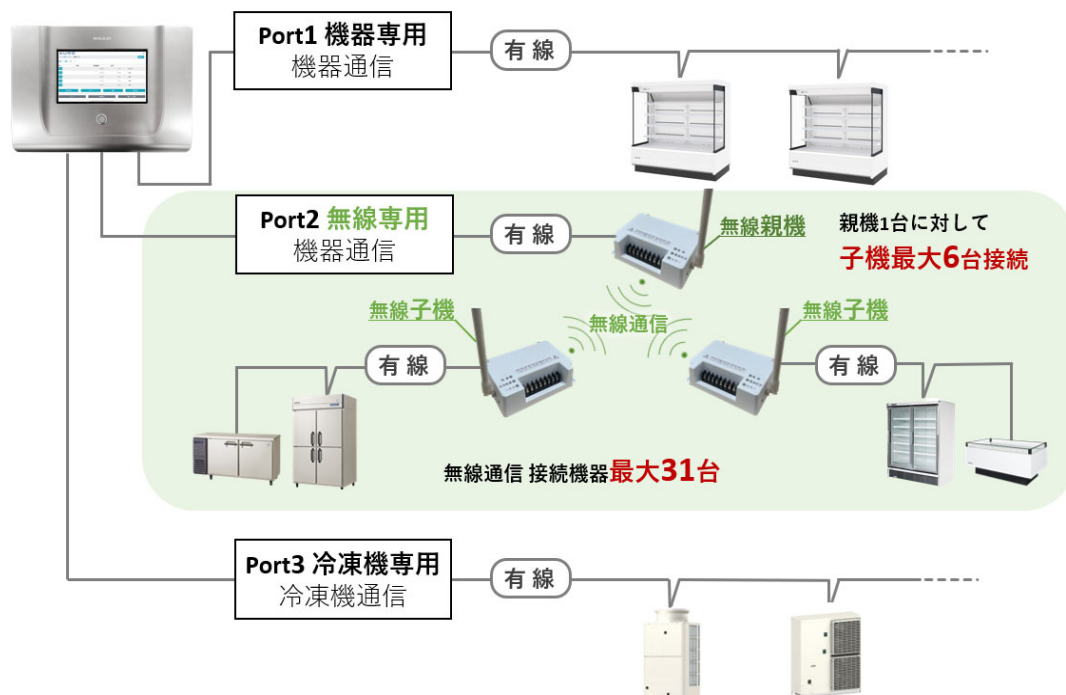 Port1 機器専用
機器通信
有線
Port2 無線専用
機器通信
有線
無線親機
親機1台に対して
子機最大6台接続
無線子機
無線通信
無線子機
有線
有線
無線通信 接続機器最大31台
Port3 冷凍機専用
冷凍機通信
有線